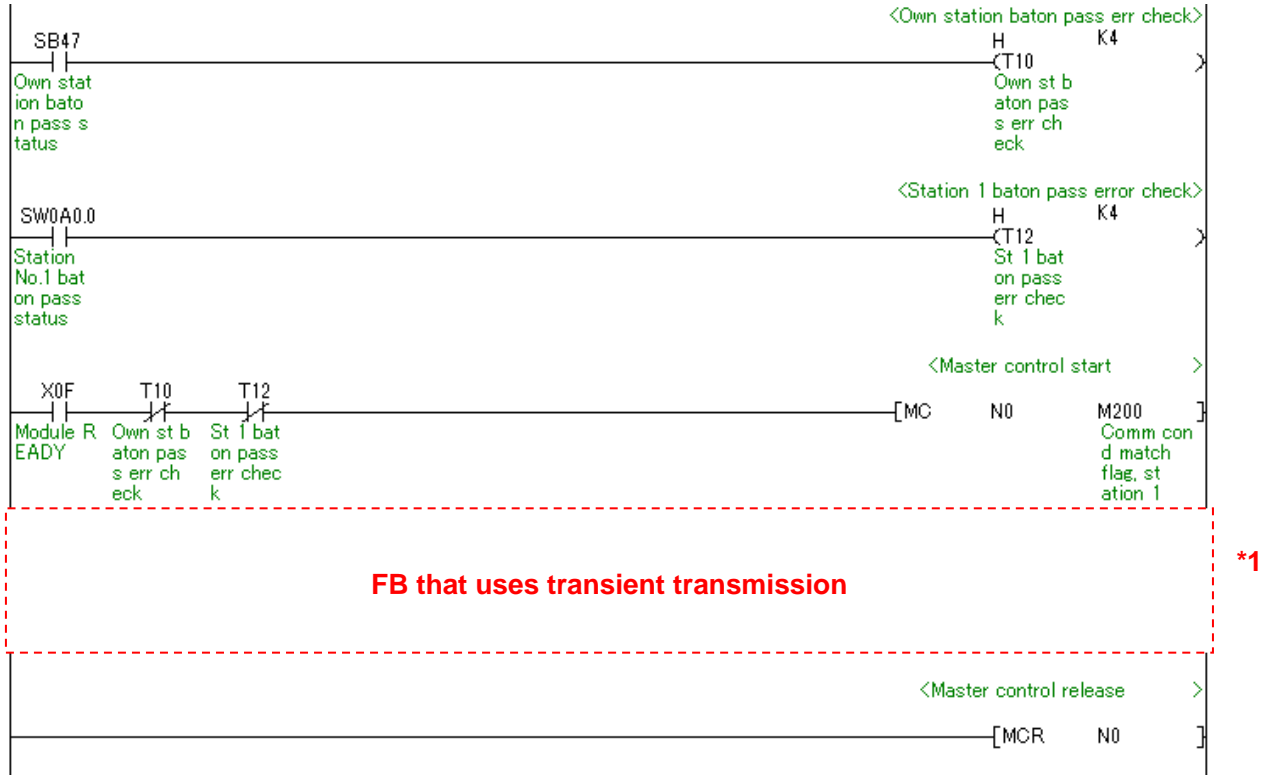 <Own station baton pass err check>
SB47 H K4
(T10 )
Own stat
ion bato
n pass s
tatus
Own st b
aton pas
s err ch
eck
<Station 1 baton pass error check>
SW0A0.0 H K4
(T12 )
Station
No.1 bat
on pass
status
St 1 bat
on pass
err chec
k
<Master control start >
X0F T10 T12
[MC N0 M200 ]
Module R
EADY
Own st b
aton pas
s err ch
eck
St 1 bat
on pass
err chec
k
Comm con
d match
flag, st
ation 1
FB that uses transient transmission
*1
<Master control release >
[MCR N0 ]